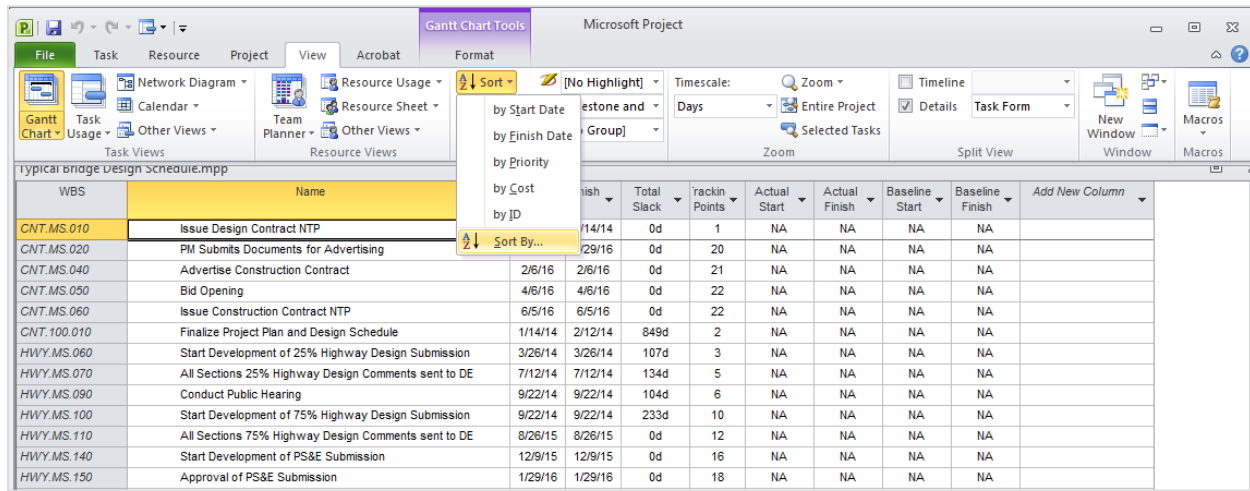 Gantt Chart Tools Microsoft Project
File Task Resource Project View Acrobat Format
Network Diagram Resource Usage Sort [No Highlight] Timescale: Zoom Timeline
Calendar Resource Sheet by Start Date estone and Days Entire Project Details Task Form
Gantt Chart Task Usage Other Views Team Planner Other Views by Finish Date Group] Selected Tasks New Window Macros
Task Views Resource Views by Priority Zoom Split View Window Macros
Typical Bridge Design Schedule.mpp
by Cost
by ID
Sort By...
WBS Name nish Total Slack Trackin Points Actual Start Actual Finish Baseline Start Baseline Finish Add New Column
CNT.MS.010 Issue Design Contract NTP /14/14 0d 1 NA NA NA NA
CNT.MS.020 PM Submits Documents for Advertising /29/16 0d 20 NA NA NA NA
CNT.MS.040 Advertise Construction Contract 2/6/16 2/6/16 0d 21 NA NA NA NA
CNT.MS.050 Bid Opening 4/6/16 4/6/16 0d 22 NA NA NA NA
CNT.MS.060 Issue Construction Contract NTP 6/5/16 6/5/16 0d 22 NA NA NA NA
CNT.100.010 Finalize Project Plan and Design Schedule 1/14/14 2/12/14 849d 2 NA NA NA NA
HWY.MS.060 Start Development of 25% Highway Design Submission 3/26/14 3/26/14 107d 3 NA NA NA NA
HWY.MS.070 All Sections 25% Highway Design Comments sent to DE 7/12/14 7/12/14 134d 5 NA NA NA NA
HWY.MS.090 Conduct Public Hearing 9/22/14 9/22/14 104d 6 NA NA NA NA
HWY.MS.100 Start Development of 75% Highway Design Submission 9/22/14 9/22/14 233d 10 NA NA NA NA
HWY.MS.110 All Sections 75% Highway Design Comments sent to DE 8/26/15 8/26/15 0d 12 NA NA NA NA
HWY.MS.140 Start Development of PS&E Submission 12/9/15 12/9/15 0d 16 NA NA NA NA
HWY.MS.150 Approval of PS&E Submission 1/29/16 1/29/16 0d 18 NA NA NA NA